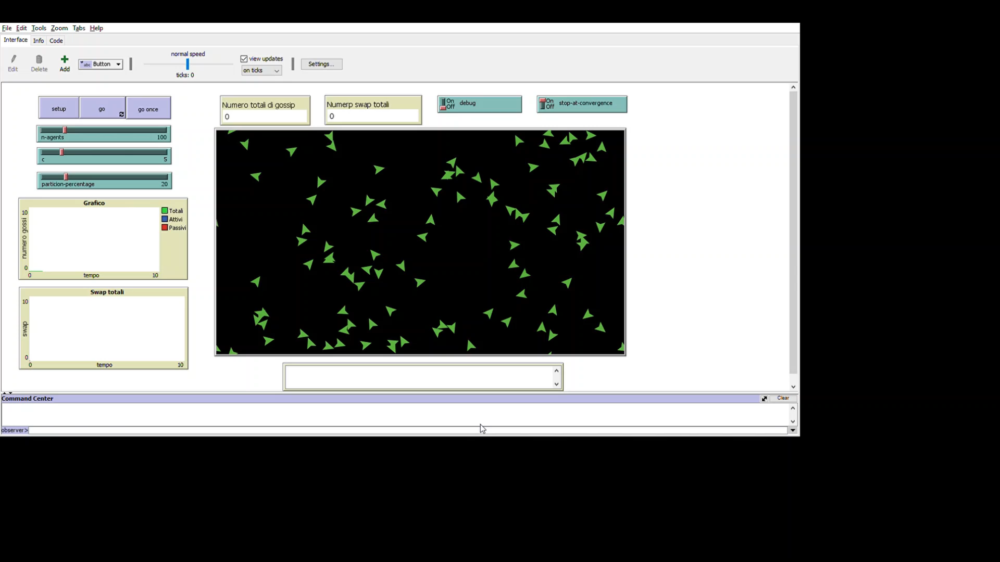 File Edit Tools Zoom Tabs Help
Interface Info Code
Edit Delete Add abc Button
normal speed
ticks: 0
view updates
on ticks
Settings...
setup go go once
n-agents 100
c 5
particion-percentage 20
Numero totali di gossip
0
Numerp swap totali
0
On
Off
debug
On
Off
stop-at-convergence
Grafico
10
numero gossi
0
0 tempo 10
Totali
Attivi
Passivi
Swap totali
10
swap
0
0 tempo 10
Command Center Clear
observer>